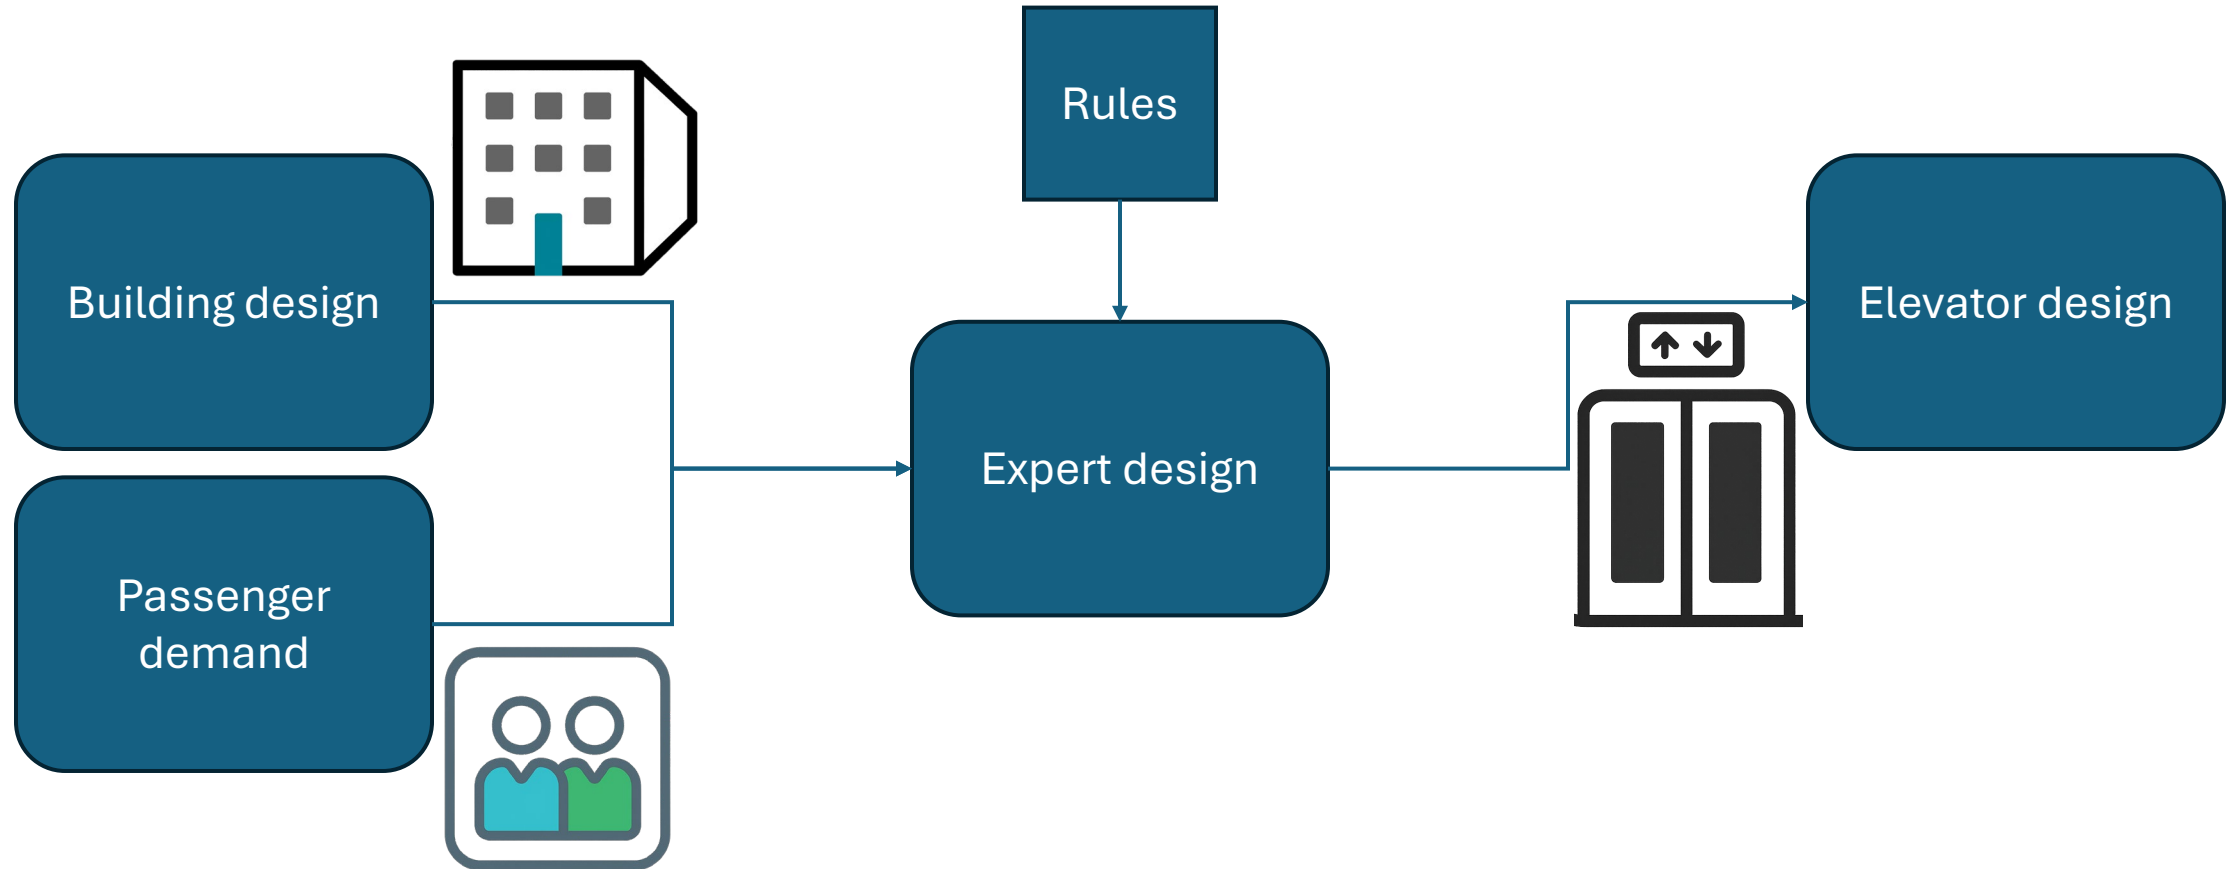 Rules
Building design
Elevator design
Expert design
Passenger
demand